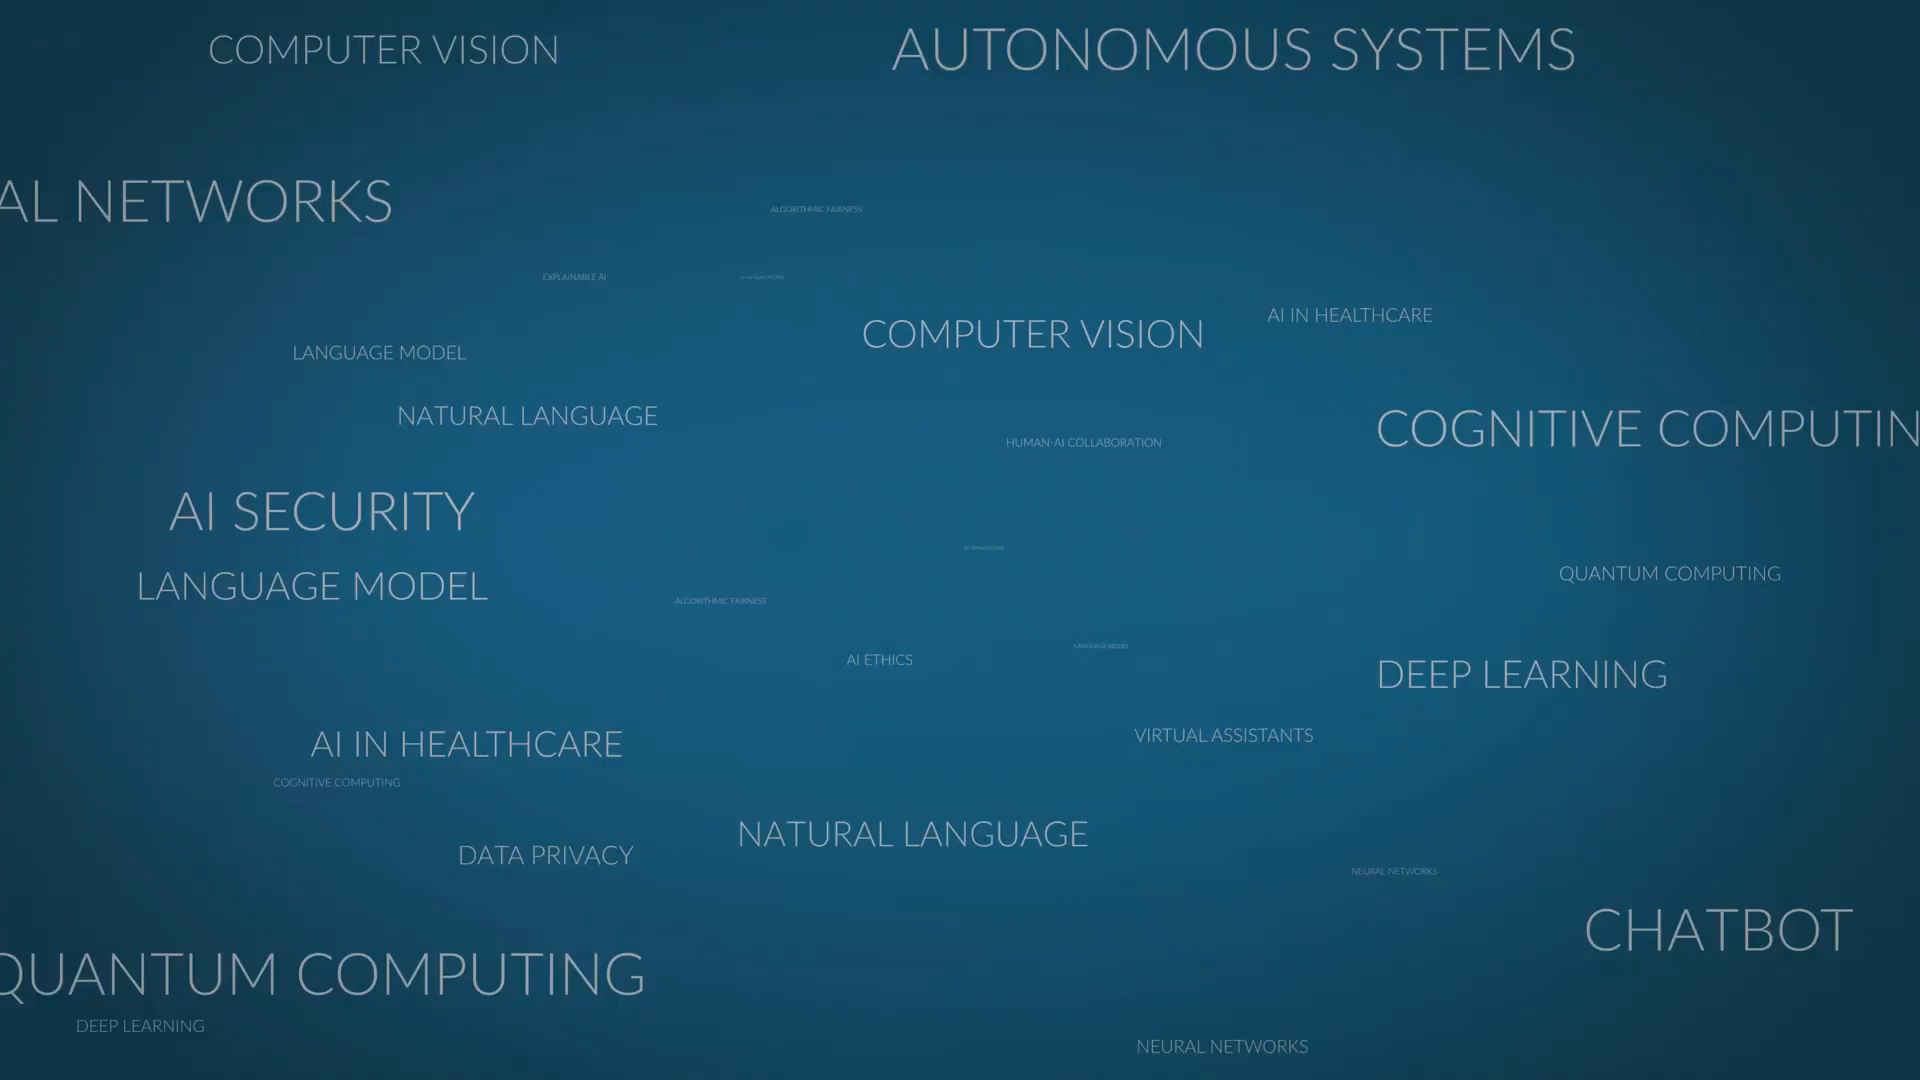 COMPUTER VISION
AUTONOMOUS SYSTEMS
AL NETWORKS
ALGORITHMIC FAIRNESS
EXPLAINABLE AI
AI IN HEALTHCARE
COMPUTER VISION
LANGUAGE MODEL
NATURAL LANGUAGE
COGNITIVE COMPUTIN
HUMAN-AI COLLABORATION
AI SECURITY
QUANTUM COMPUTING
LANGUAGE MODEL
ALGORITHMIC FAIRNESS
LANGUAGE MODEL
AI ETHICS
DEEP LEARNING
VIRTUAL ASSISTANTS
AI IN HEALTHCARE
COGNITIVE COMPUTING
NATURAL LANGUAGE
DATA PRIVACY
NEURAL NETWORKS
CHATBOT
QUANTUM COMPUTING
DEEP LEARNING
NEURAL NETWORKS